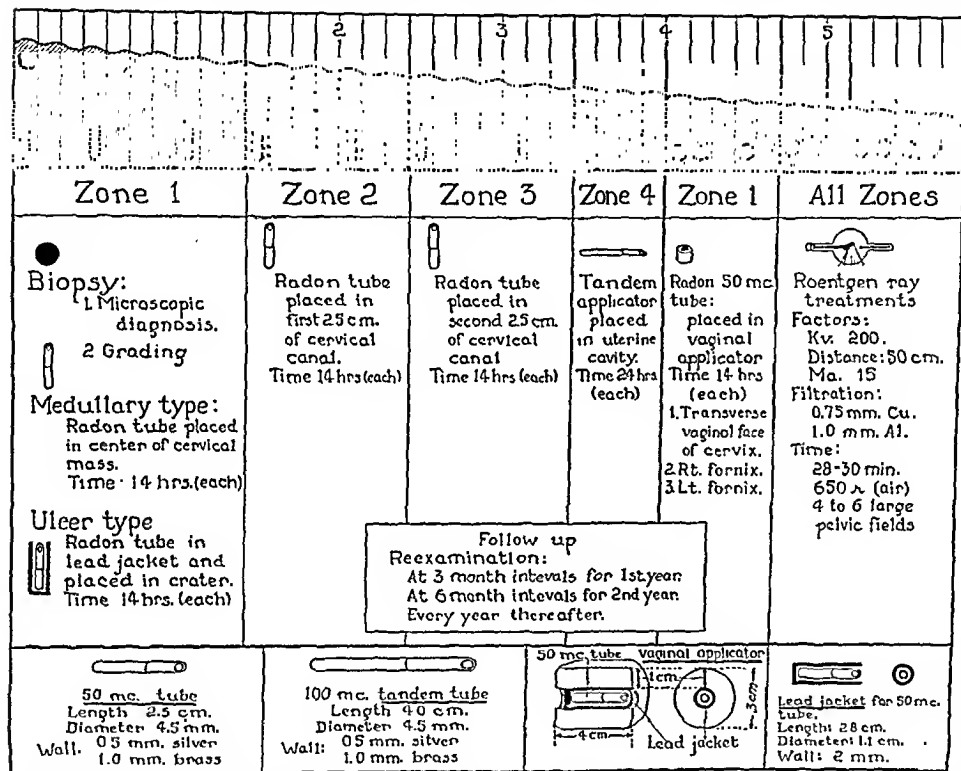 1
2
3
4
5
Zone 1
Biopsy:
1. Microscopic
diagnosis.
2 Grading
Medullary type:
Radon tube placed
in center of cervical
mass.
Time · 14 hrs. (each)
Ulcer type
Radon tube in
lead jacket and
placed in crater.
Time 14 hrs. (each)
Zone 2
Radon tube
placed in
first 2.5 cm.
of cervical
canal.
Time 14 hrs (each)
Zone 3
Radon tube
placed in
second 2.5 cm.
of cervical
canal
Time 14 hrs (each)
Zone 4
Tandem
applicator
placed
in uterine
cavity.
Time 24 hrs
(each)
Zone 1
Radon 50 mc.
tube:
placed in
vaginal
applicator
Time 14 hrs
(each)
1. Transverse
vaginal face
of cervix.
2. Rt. fornix.
3. Lt. fornix.
All Zones
Roentgen ray
treatments
Factors:
Kv. 200.
Distance: 50 cm.
Ma. 15
Filtration:
0.75 mm. Cu.
1.0 mm. Al.
Time:
28-30 min.
650 r (air)
4 to 6 large
pelvic fields
Follow up
Reexamination:
At 3 month intevals for 1st year.
At 6 month intevals for 2nd year.
Every year thereafter.
50 mc. tube
Length 2.5 cm.
Diameter 4.5 mm.
Wall: 0.5 mm. silver
1.0 mm. brass
100 mc. tandem tube
Length 4.0 cm.
Diameter 4.5 mm.
Wall: 0.5 mm. silver
1.0 mm. brass
50 mc. tube vaginal applicator
1cm.
3cm
4cm
Lead jacket
Lead jacket for 50 mc.
tube.
Length: 2.8 cm.
Diameter: 1.1 cm.
Wall: 2 mm.